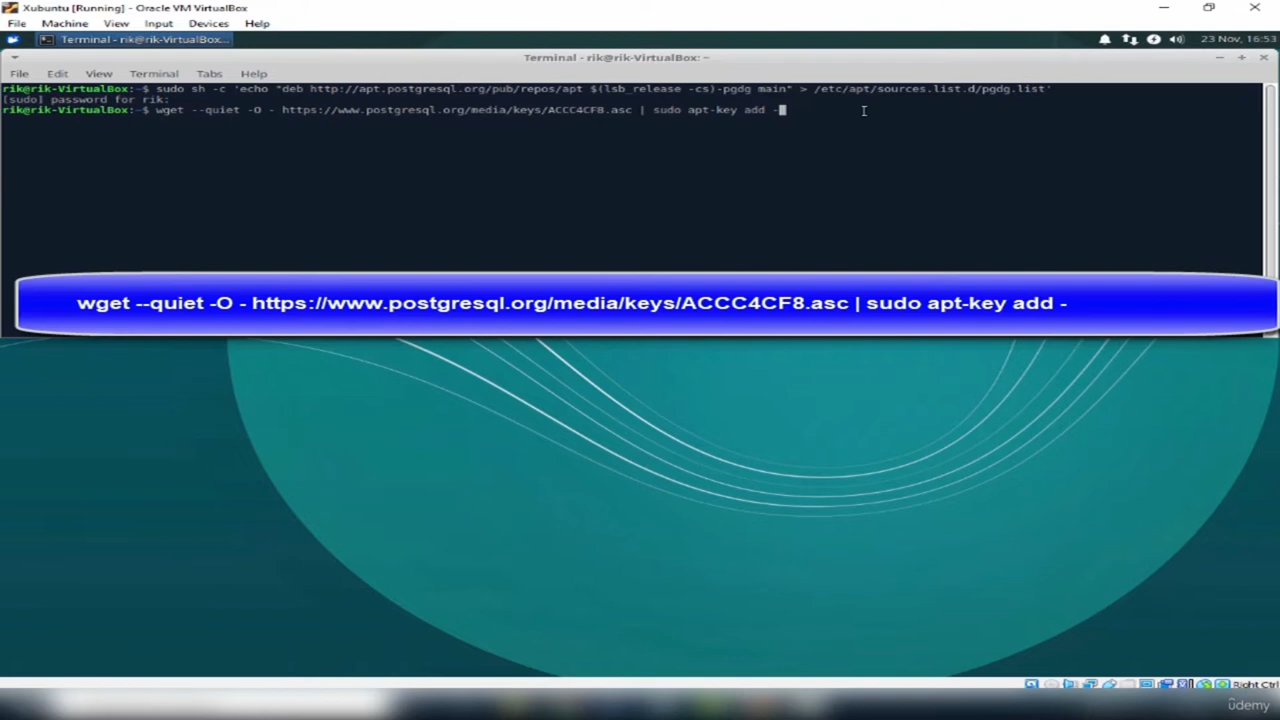 Xubuntu [Running] - Oracle VM VirtualBox
File Machine View Input Devices Help
Terminal - rik@rik-VirtualBox... 23 Nov, 16:53
Terminal - rik@rik-VirtualBox: ~
File Edit View Terminal Tabs Help
rik@rik-VirtualBox:~$ sudo sh -c 'echo "deb http://apt.postgresql.org/pub/repos/apt $(lsb_release -cs)-pgdg main" > /etc/apt/sources.list.d/pgdg.list'
[sudo] password for rik:
rik@rik-VirtualBox:~$ wget --quiet -O - https://www.postgresql.org/media/keys/ACCC4CF8.asc | sudo apt-key add -
wget --quiet -O - https://www.postgresql.org/media/keys/ACCC4CF8.asc | sudo apt-key add -
Right Ctrl
ûdemy